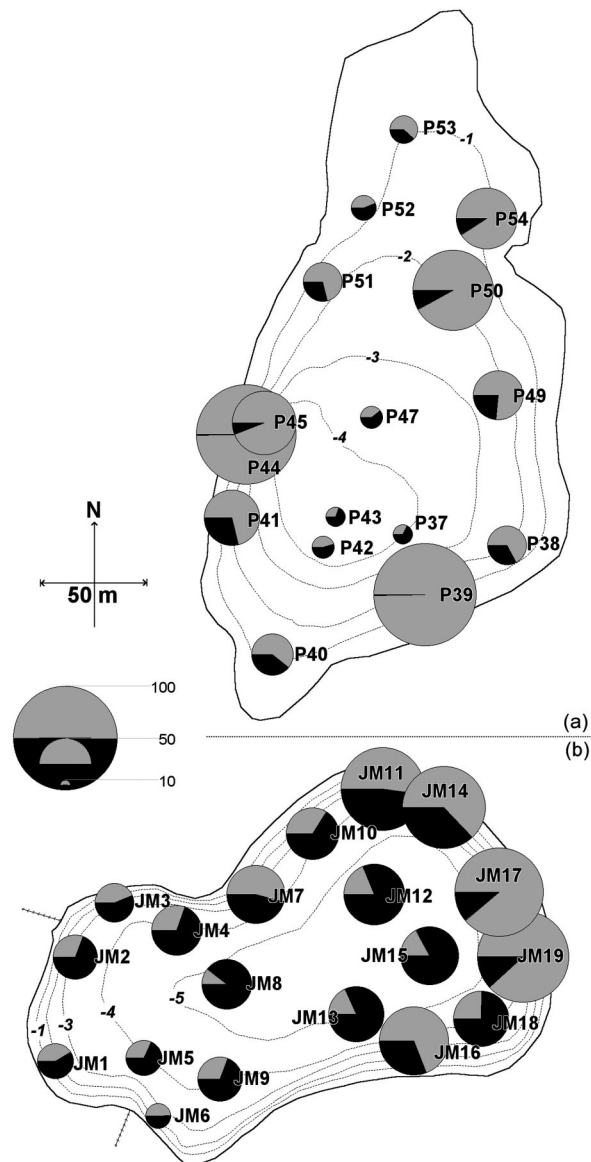 P53
-1
P52
P54
-2
P51
P50
-3
P49
P45
P47
-4
P44
N
P41
P43
P37
P42
P38
50 m
P39
P40
100
50
10
(a)
(b)
JM11
JM14
JM10
JM17
JM3
JM7
JM12
JM4
JM2
JM15
JM19
JM8
-5
-4
JM13
JM18
-1
-3
JM16
JM1
JM5
JM9
JM6